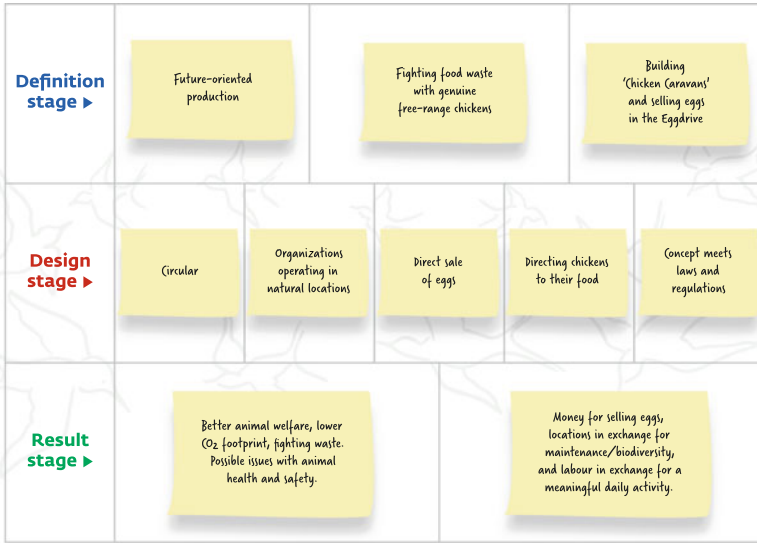 Definition
stage ▶
Future-oriented
production
Fighting food waste
with genuine
free-range chickens
Building
‘Chicken Caravans’
and selling eggs
in the Eggdrive
Design
stage ▶
Circular
Organizations
operating in
natural locations
Direct sale
of eggs
Directing chickens
to their food
Concept meets
laws and
regulations
Result
stage ▶
Better animal welfare, lower
CO₂ footprint, fighting waste.
Possible issues with animal
health and safety.
Money for selling eggs,
locations in exchange for
maintenance/biodiversity,
and labour in exchange for a
meaningful daily activity.